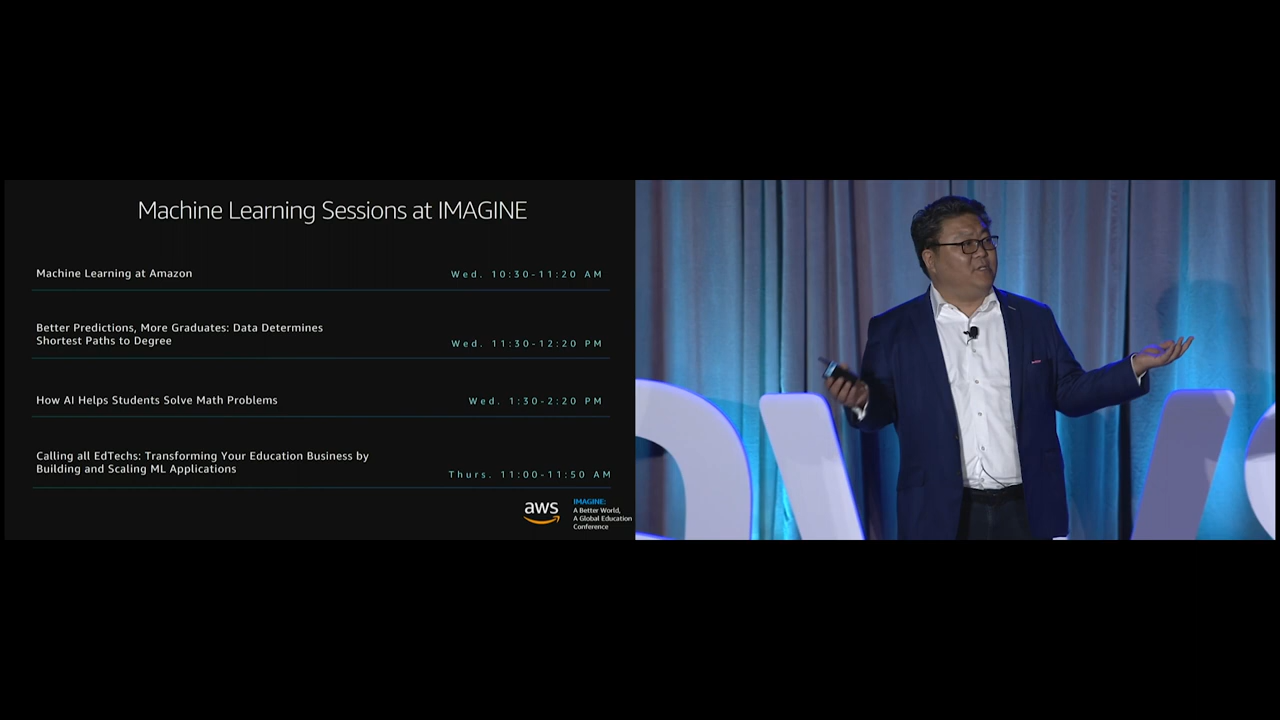 Machine Learning Sessions at IMAGINE
Machine Learning at Amazon
Wed. 10:30-11:20 AM
Better Predictions, More Graduates: Data Determines
Shortest Paths to Degree
Wed. 11:30-12:20 PM
How AI Helps Students Solve Math Problems
Wed. 1:30-2:20 PM
Calling all EdTechs: Transforming Your Education Business by
Building and Scaling ML Applications
Thurs. 11:00-11:50 AM
aws
IMAGINE:
A Better World,
A Global Education
Conference